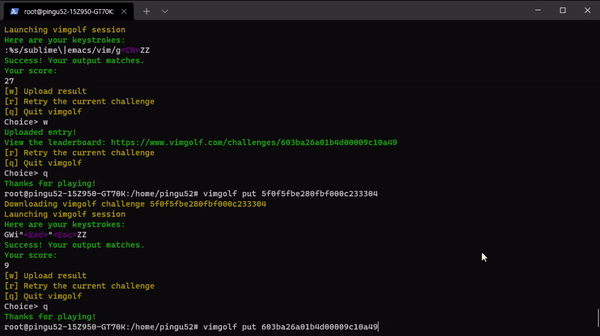 root@pingu52-15Z950-GT70K: /home/pingu52
Launching vimgolf session
Here are your keystrokes:
:%s/sublime\|emacs/vim/g<CR>ZZ
Success! Your output matches.
Your score:
27
[w] Upload result
[r] Retry the current challenge
[q] Quit vimgolf
Choice> w
Uploaded entry!
View the leaderboard: https://www.vimgolf.com/challenges/603ba26a01b4d00009c10a49
[r] Retry the current challenge
[q] Quit vimgolf
Choice> q
Thanks for playing!
root@pingu52-15Z950-GT70K:/home/pingu52# vimgolf put 5f0f5fbe280fbf000c233304
Downloading vimgolf challenge 5f0f5fbe280fbf000c233304
Launching vimgolf session
Here are your keystrokes:
GWi"<End>"<Esc>ZZ
Success! Your output matches.
Your score:
9
[w] Upload result
[r] Retry the current challenge
[q] Quit vimgolf
Choice> q
Thanks for playing!
root@pingu52-15Z950-GT70K:/home/pingu52# vimgolf put 603ba26a01b4d00009c10a49